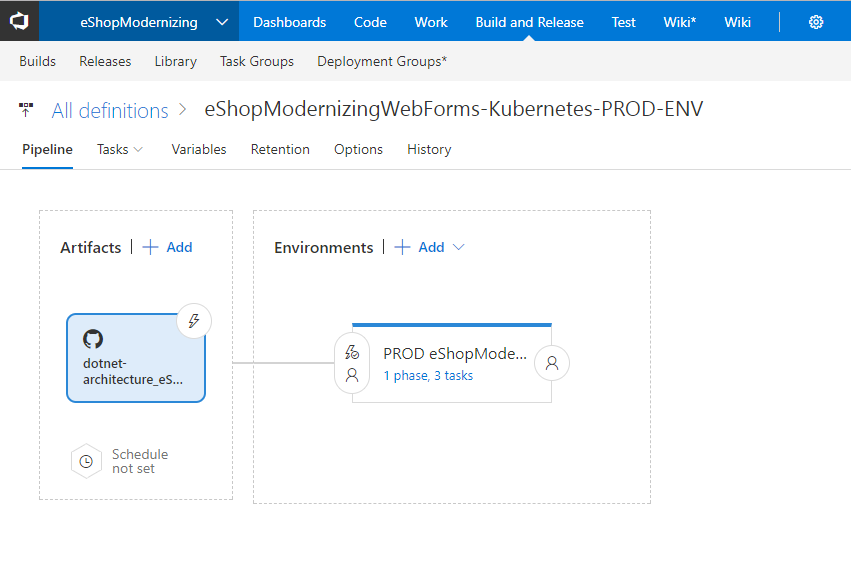 eShopModernizing Dashboards Code Work Build and Release Test Wiki* Wiki
Builds Releases Library Task Groups Deployment Groups*
All definitions > eShopModernizingWebForms-Kubernetes-PROD-ENV
Pipeline Tasks Variables Retention Options History
Artifacts | + Add
Environments | + Add
dotnet-
architecture_eS...
PROD eShopMode...
1 phase, 3 tasks
Schedule
not set